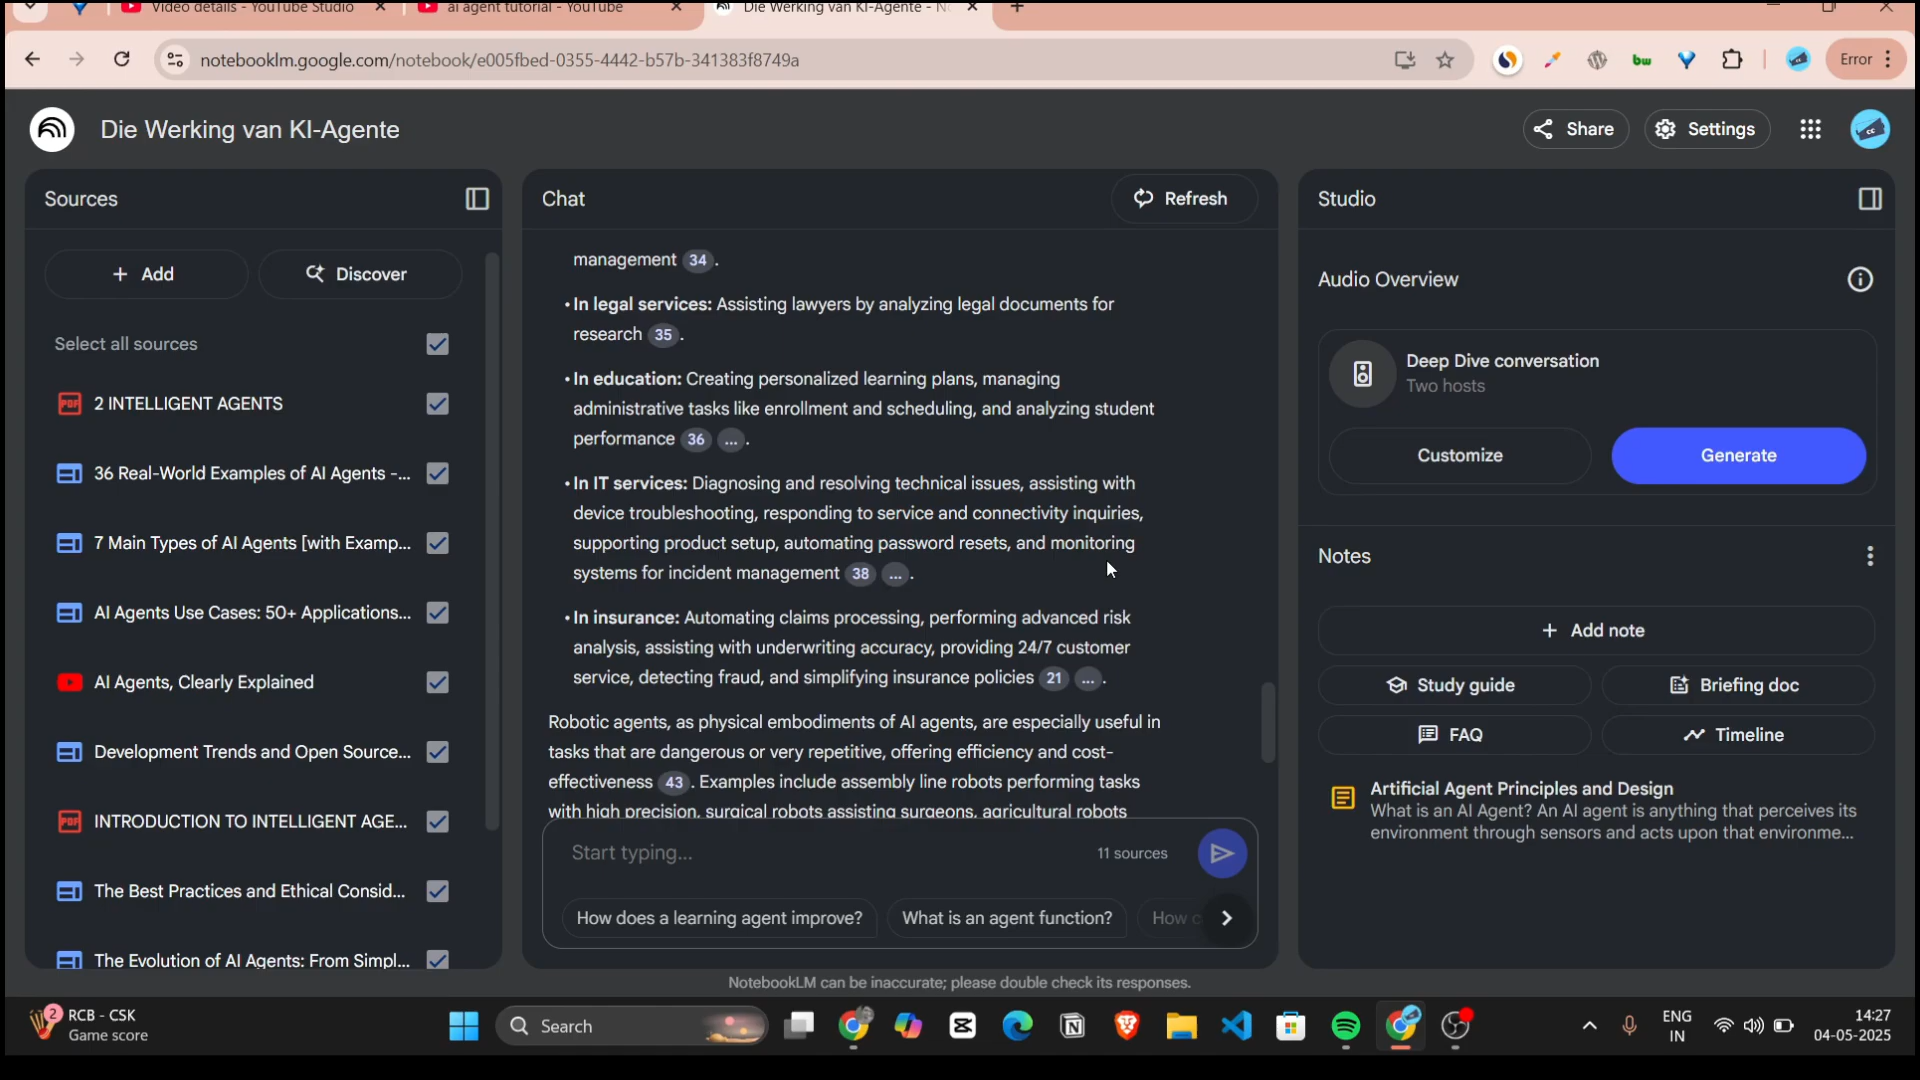 Video details - YouTube Studio
ai agent tutorial - YouTube
Die Werking van KI-Agente -
notebooklm.google.com/notebook/e005fbed-0355-4442-b57b-341383f8749a
bw
Error
Die Werking van KI-Agente
Share
Settings
CC
Sources
Add
Discover
Select all sources
PDF 2 INTELLIGENT AGENTS
36 Real-World Examples of AI Agents -...
7 Main Types of AI Agents [with Examp...
AI Agents Use Cases: 50+ Applications...
AI Agents, Clearly Explained
Development Trends and Open Source...
PDF INTRODUCTION TO INTELLIGENT AGE...
The Best Practices and Ethical Consid...
The Evolution of AI Agents: From Simpl...
Chat
Refresh
management 34 .
• In legal services: Assisting lawyers by analyzing legal documents for
research 35 .
• In education: Creating personalized learning plans, managing
administrative tasks like enrollment and scheduling, and analyzing student
performance 36 ... .
• In IT services: Diagnosing and resolving technical issues, assisting with
device troubleshooting, responding to service and connectivity inquiries,
supporting product setup, automating password resets, and monitoring
systems for incident management 38 ... .
• In insurance: Automating claims processing, performing advanced risk
analysis, assisting with underwriting accuracy, providing 24/7 customer
service, detecting fraud, and simplifying insurance policies 21 ... .
Robotic agents, as physical embodiments of AI agents, are especially useful in
tasks that are dangerous or very repetitive, offering efficiency and cost-
effectiveness 43 . Examples include assembly line robots performing tasks
with high precision, surgical robots assisting surgeons, agricultural robots
Start typing...
11 sources
How does a learning agent improve?
What is an agent function?
How
NotebookLM can be inaccurate; please double check its responses.
Studio
Audio Overview
Deep Dive conversation
Two hosts
Customize
Generate
Notes
Add note
Study guide
Briefing doc
FAQ
Timeline
Artificial Agent Principles and Design
What is an AI Agent? An AI agent is anything that perceives its
environment through sensors and acts upon that environme...
2
RCB - CSK
Game score
Search
ENG
IN
14:27
04-05-2025